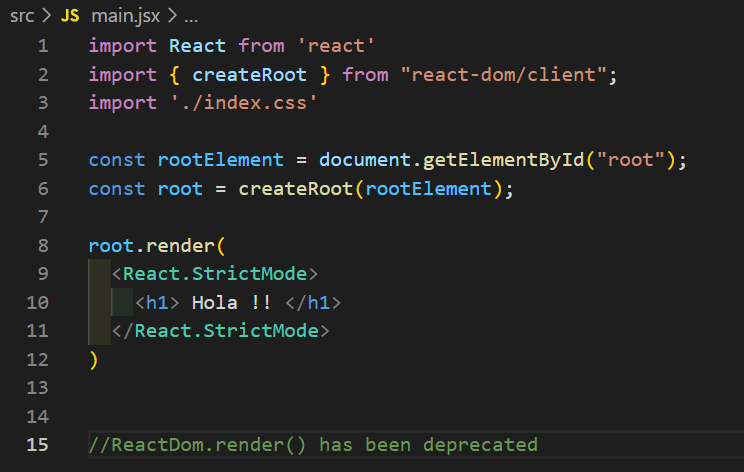 src > JS main.jsx > ...
1 import React from 'react'
2 import { createRoot } from "react-dom/client";
3 import './index.css'
4
5 const rootElement = document.getElementById("root");
6 const root = createRoot(rootElement);
7
8 root.render(
9   <React.StrictMode>
10     <h1> Hola !! </h1>
11   </React.StrictMode>
12 )
13
14
15 //ReactDom.render() has been deprecated